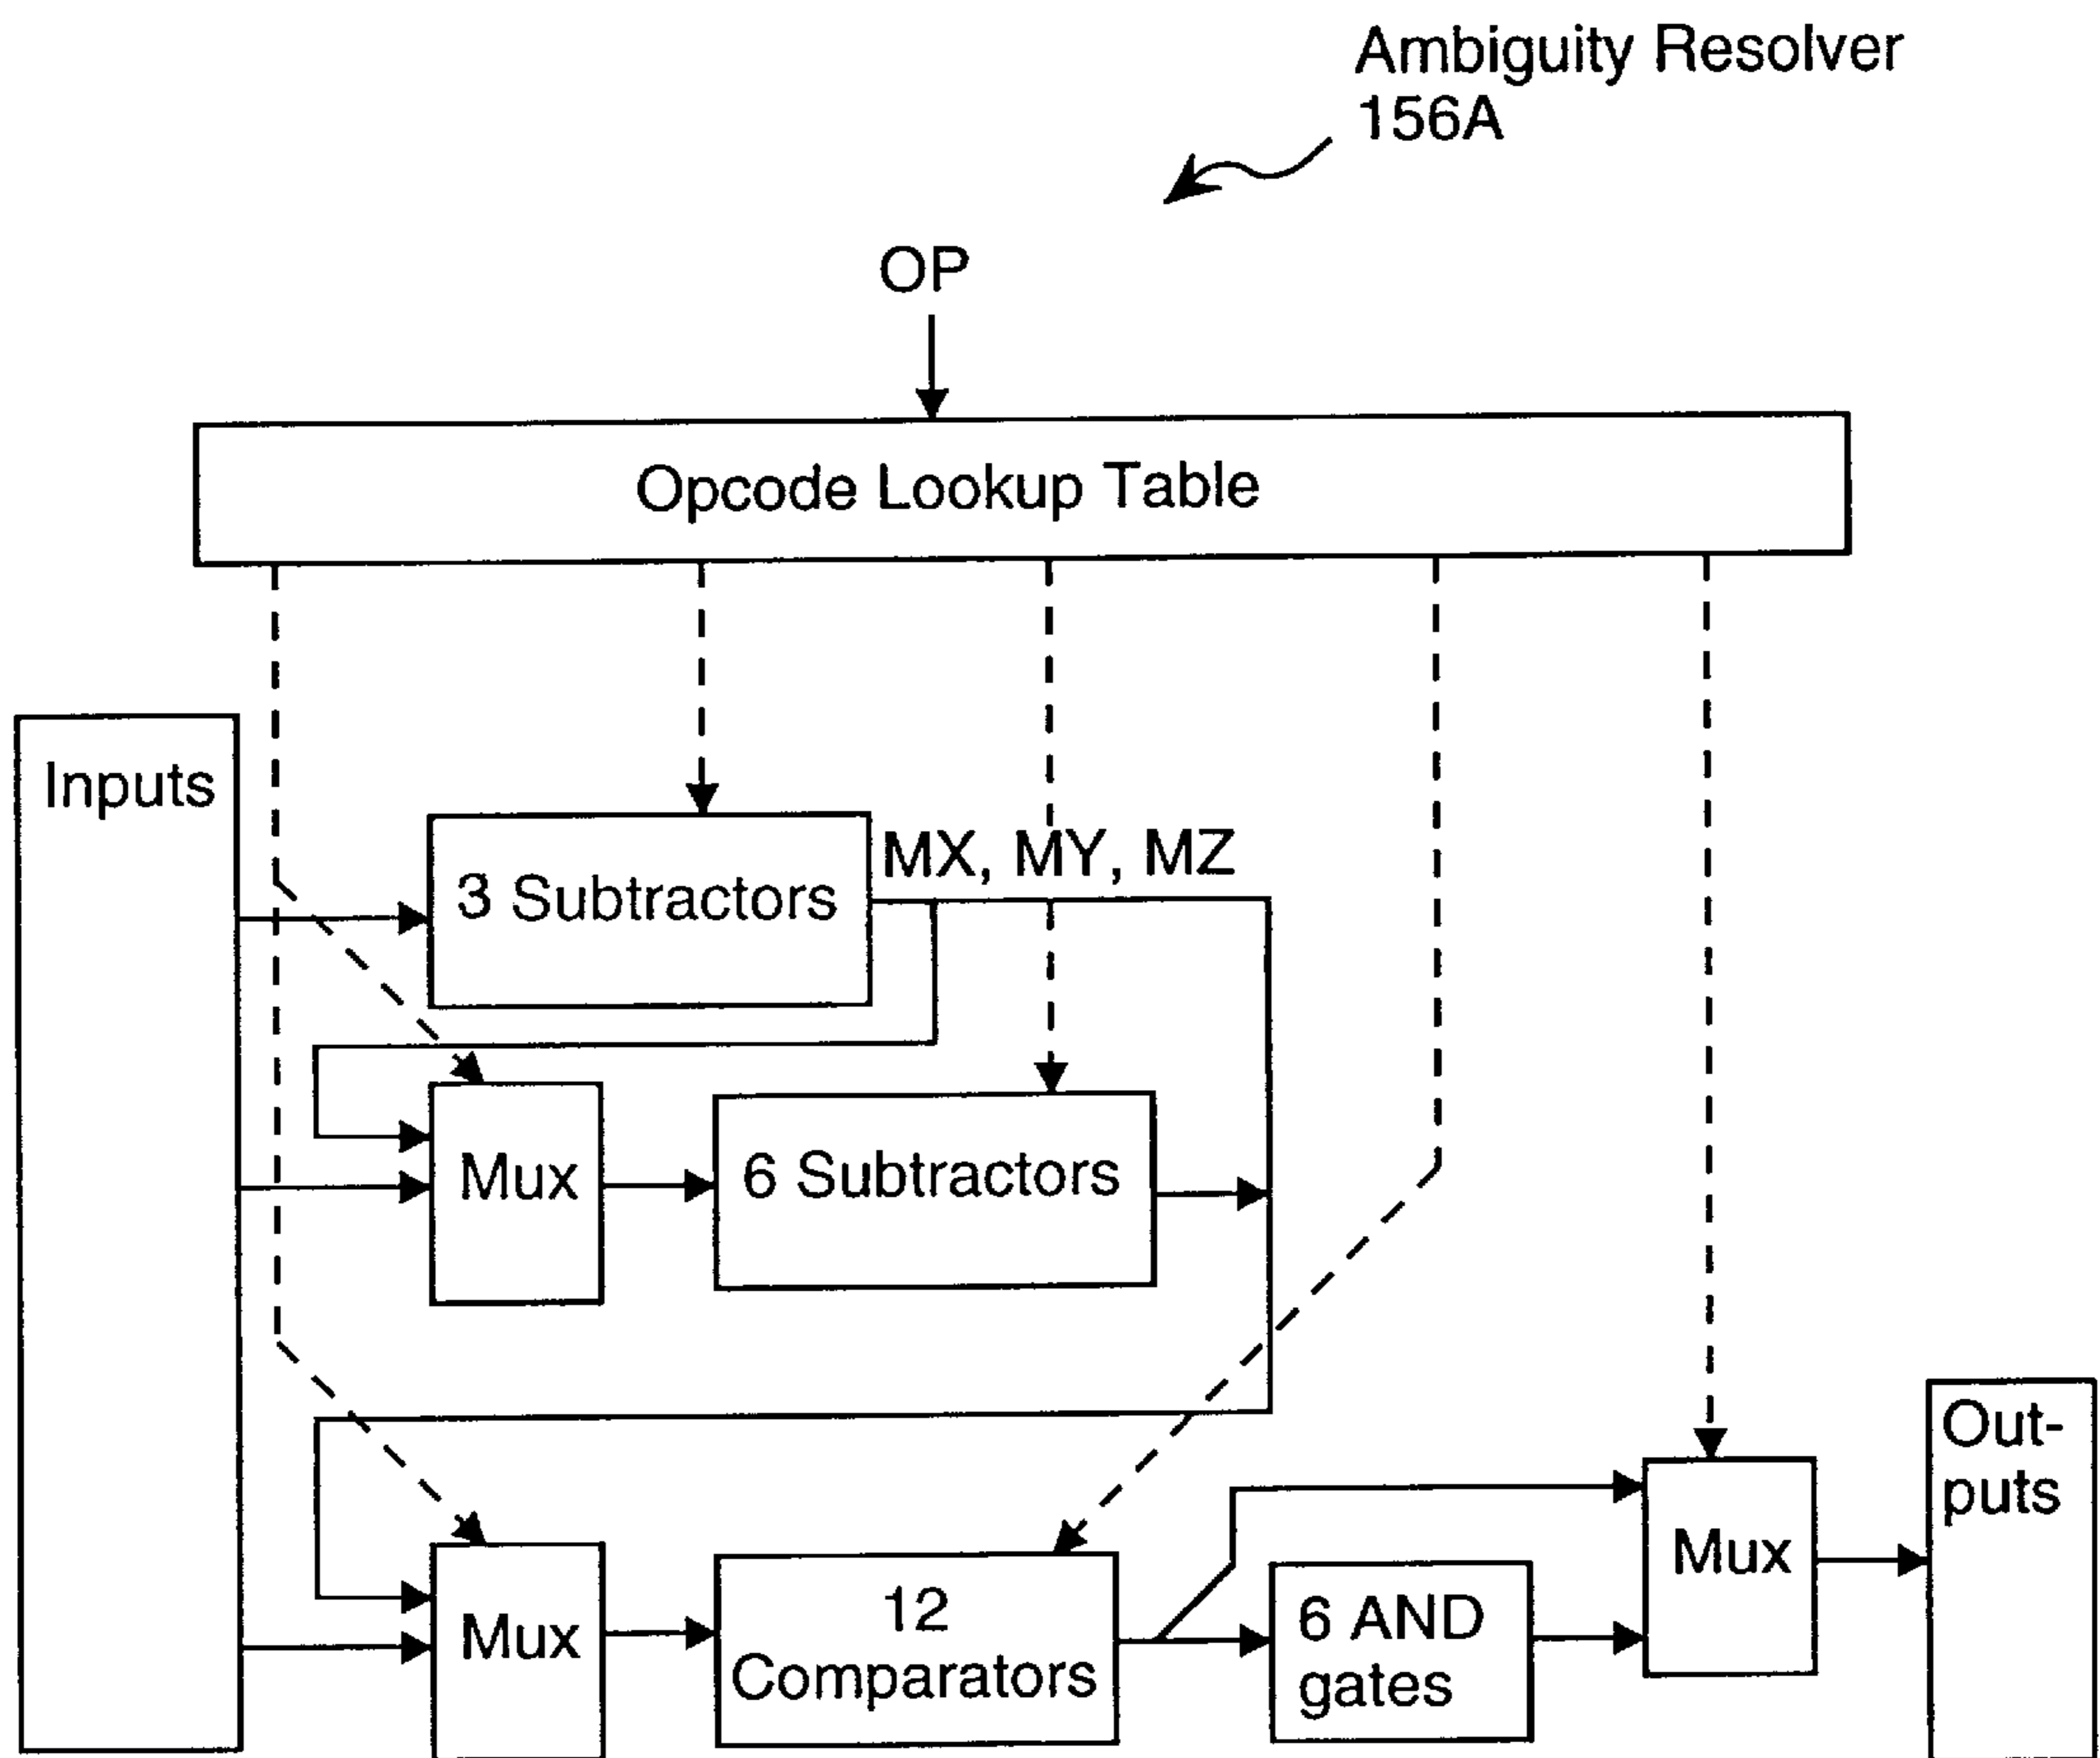 Ambiguity Resolver
156A
OP
Opcode Lookup Table
Inputs
3 Subtractors
MX, MY, MZ
Mux
6 Subtractors
Out-
puts
Mux
12
Comparators
6 AND
gates
Mux